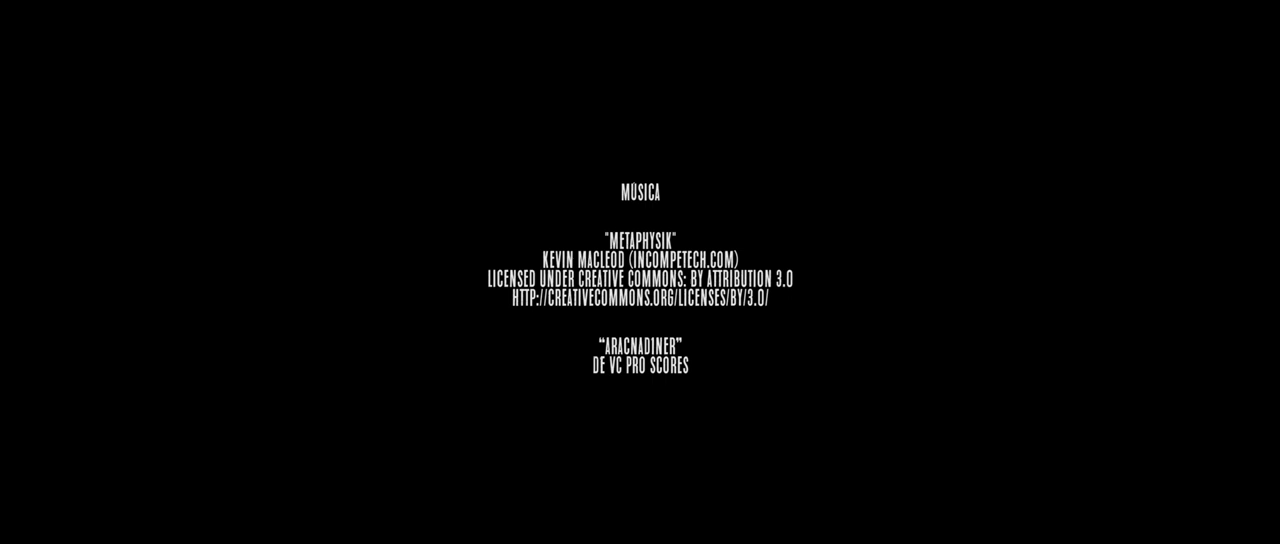 MÚSICA
"METAPHYSIK"
KEVIN MACLEOD (INCOMPETECH.COM)
LICENSED UNDER CREATIVE COMMONS: BY ATTRIBUTION 3.0
HTTP://CREATIVECOMMONS.ORG/LICENSES/BY/3.0/
“ARACNAD1NER”
DE VC PRO SCORES